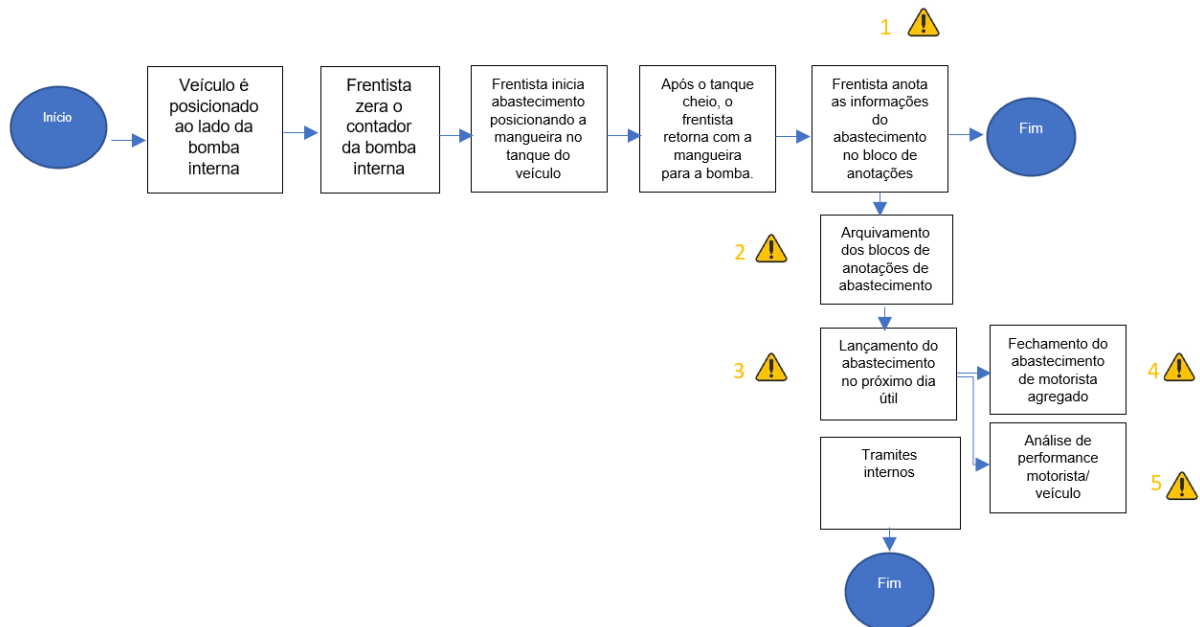 1
Início
Veículo é
posicionado
ao lado da
bomba
interna
Frentista
zera o
contador
da bomba
interna
Frentista inicia
abastecimento
posicionando a
mangueira no
tanque do
veículo
Após o tanque
cheio, o
frentista
retorna com a
mangueira
para a bomba.
Frentista anota
as informações
do
abastecimento
no bloco de
anotações
Fim
2
Arquivamento
dos blocos de
anotações de
abastecimento
3
Lançamento do
abastecimento
no próximo dia
útil
Fechamento do
abastecimento
de motorista
agregado
4
Tramites
internos
Análise de
performance
motorista/
veículo
5
Fim